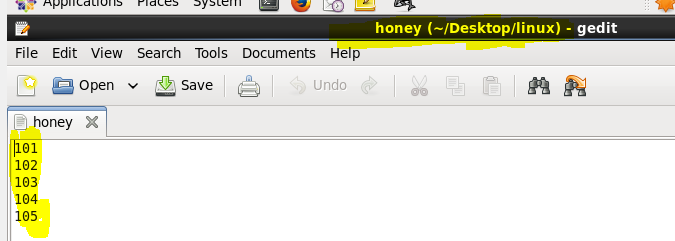 Applications Places System
honey (~/Desktop/linux) - gedit
File Edit View Search Tools Documents Help
Open Save Undo
honey
101
102
103
104
105